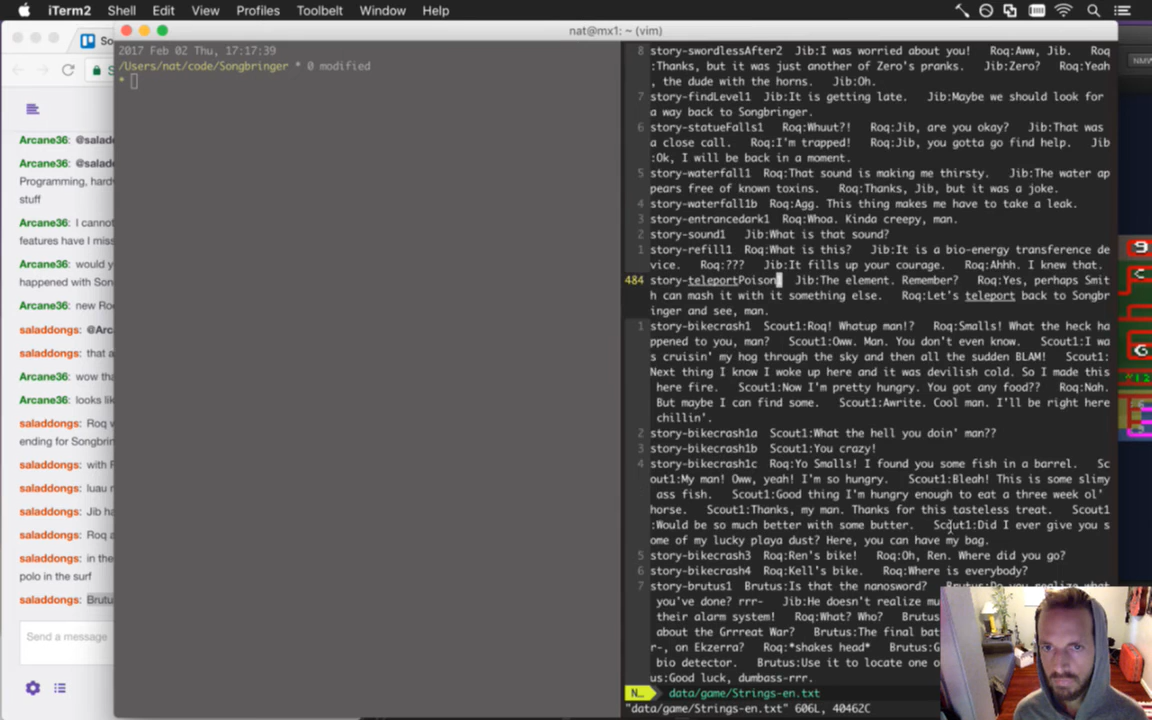 iTerm2 Shell Edit View Profiles Toolbelt Window Help
nat@mx1: ~ (vim)
2017 Feb 02 Thu, 17:17:39
/Users/nat/code/Songbringer * 0 modified
*
So
Arcane36: @salad
Arcane36: @salad
Programming, hard
stuff
Arcane36: I cannot
features have I miss
Arcane36: would y
happened with Son
Arcane36: new Ro
saladdongs: @Arc
saladdongs: that a
Arcane36: wow tha
Arcane36: looks lik
saladdongs: Roq w
ending for Songbr
saladdongs: with F
saladdongs: luau n
saladdongs: Jib ha
saladdongs: Roq a
saladdongs: in the
polo in the surf
saladdongs: Brutu
Send a message
8 story-swordlessAfter2 Jib:I was worried about you! Roq:Aww, Jib. Roq
:Thanks, but it was just another of Zero's pranks. Jib:Zero? Roq:Yeah
, the dude with the horns. Jib:Oh.
7 story-findLevel1 Jib:It is getting late. Jib:Maybe we should look for
a way back to Songbringer.
6 story-statueFalls1 Roq:Whuut?! Roq:Jib, are you okay? Jib:That was
a close call. Roq:I'm trapped! Roq:Jib, you gotta go find help. Jib
:Ok, I will be back in a moment.
5 story-waterfall1 Roq:That sound is making me thirsty. Jib:The water ap
pears free of known toxins. Roq:Thanks, Jib, but it was a joke.
4 story-waterfall1b Roq:Agg. This thing makes me have to take a leak.
3 story-entrancedark1 Roq:Whoa. Kinda creepy, man.
2 story-sound1 Jib:What is that sound?
1 story-refill1 Roq:What is this? Jib:It is a bio-energy transference de
vice. Roq:??? Jib:It fills up your courage. Roq:Ahhh. I knew that.
484 story-teleportPoison Jib:The element. Remember? Roq:Yes, perhaps Smit
h can mash it with it something else. Roq:Let's teleport back to Songbr
inger and see, man.
1 story-bikecrash1 Scout1:Roq! Whatup man!? Roq:Smalls! What the heck ha
ppened to you, man? Scout1:Oww. Man. You don't even know. Scout1:I wa
s cruisin' my hog through the sky and then all the sudden BLAM! Scout1:
Next thing I know I woke up here and it was devilish cold. So I made this
here fire. Scout1:Now I'm pretty hungry. You got any food?? Roq:Nah.
But maybe I can find some. Scout1:Awrite. Cool man. I'll be right here
chillin'.
2 story-bikecrash1a Scout1:What the hell you doin' man??
3 story-bikecrash1b Scout1:You crazy!
4 story-bikecrash1c Roq:Yo Smalls! I found you some fish in a barrel. Sc
out1:My man! Oww, yeah! I'm so hungry. Scout1:Bleah! This is some slimy
ass fish. Scout1:Good thing I'm hungry enough to eat a three week ol'
horse. Scout1:Thanks, my man. Thanks for this tasteless treat. Scout1
:Would be so much better with some butter. Scout1:Did I ever give you s
ome of my lucky playa dust? Here, you can have my bag.
5 story-bikecrash3 Roq:Ren's bike! Roq:Oh, Ren. Where did you go?
6 story-bikecrash4 Roq:Kell's bike. Roq:Where is everybody?
7 story-brutus1 Brutus:Is that the nanosword? Brutus:Do you realize what
you've done? rrr- Jib:He doesn't realize mu
their alarm system! Roq:What? Who? Brutu
about the Grrreat War? Brutus:The final bat
r-, on Ekzerra? Roq:*shakes head* Brutus:G
bio detector. Brutus:Use it to locate one o
us:Good luck, dumbass-rrr.
N... data/game/Strings-en.txt
"data/game/Strings-en.txt" 606L, 40462C